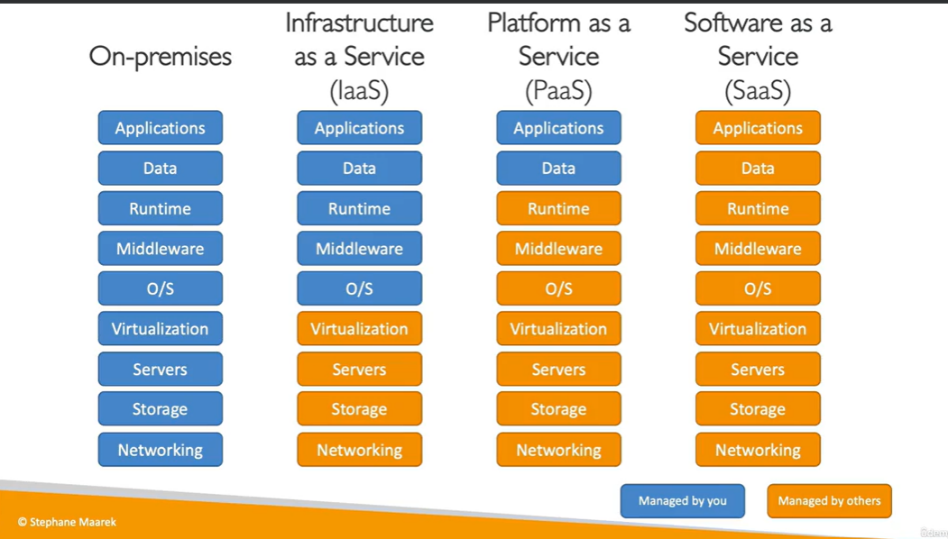 On-premises
Infrastructure
as a Service
(IaaS)
Platform as a
Service
(PaaS)
Software as a
Service
(SaaS)
Applications
Data
Runtime
Middleware
O/S
Virtualization
Servers
Storage
Networking
Applications
Data
Runtime
Middleware
O/S
Virtualization
Servers
Storage
Networking
Applications
Data
Runtime
Middleware
O/S
Virtualization
Servers
Storage
Networking
Applications
Data
Runtime
Middleware
O/S
Virtualization
Servers
Storage
Networking
Managed by you
Managed by others
© Stephane Maarek